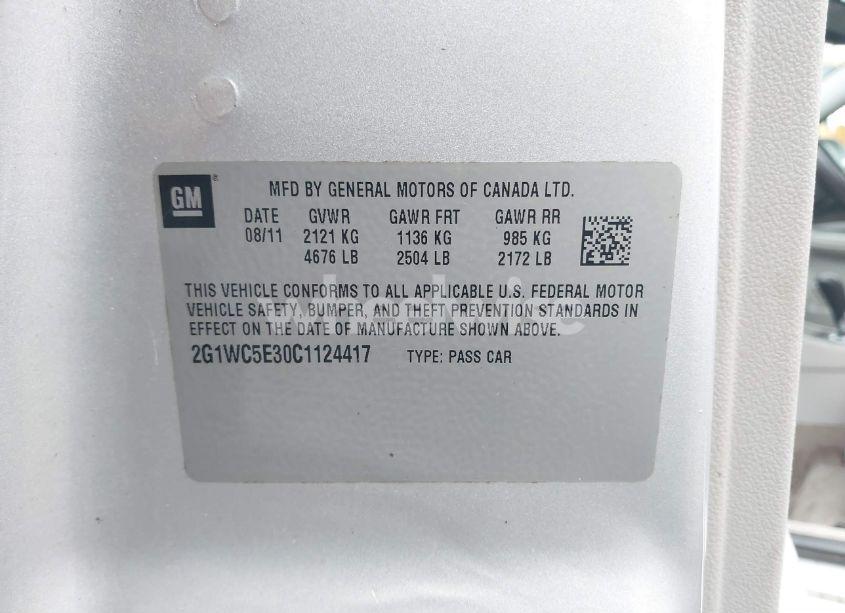 GM
MFD BY GENERAL MOTORS OF CANADA LTD.
DATE GVWR GAWR FRT GAWR RR
08/11 2121 KG 1136 KG 985 KG
4676 LB 2504 LB 2172 LB
THIS VEHICLE CONFORMS TO ALL APPLICABLE U.S. FEDERAL MOTOR
VEHICLE SAFETY, BUMPER, AND THEFT PREVENTION STANDARDS IN
EFFECT ON THE DATE OF MANUFACTURE SHOWN ABOVE.
2G1WC5E30C1124417 TYPE: PASS CAR